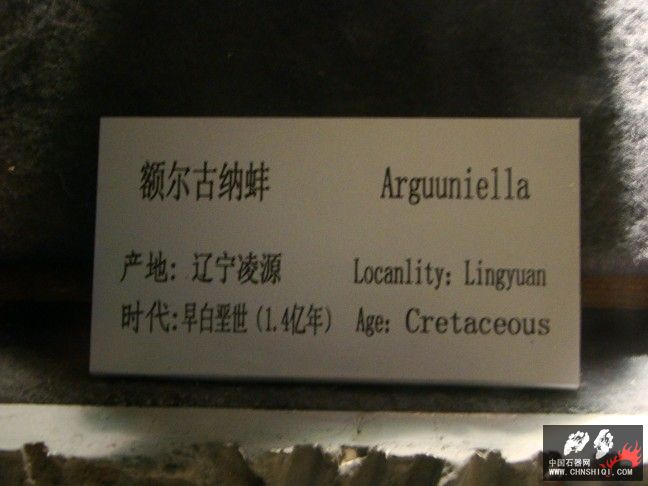 额尔古纳蚌 Arguuniella
产地: 辽宁凌源 Locanlity: Lingyuan
时代:早白垩世(1.4亿年) Age: Cretaceous
中国石器网
WWW.CHNSHIQI.COM